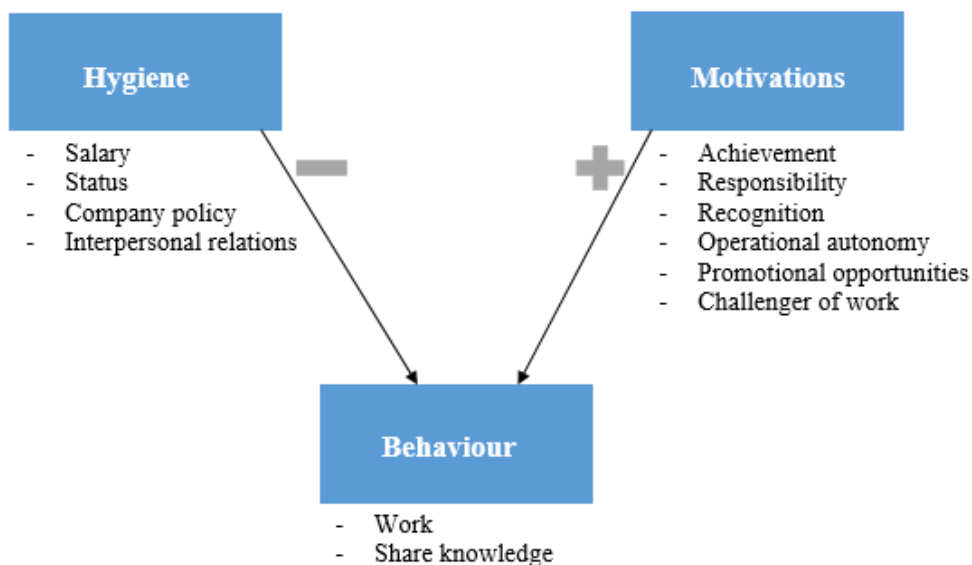 Hygiene
- Salary
- Status
- Company policy
- Interpersonal relations
Motivations
- Achievement
- Responsibility
- Recognition
- Operational autonomy
- Promotional opportunities
- Challenger of work
Behaviour
- Work
- Share knowledge